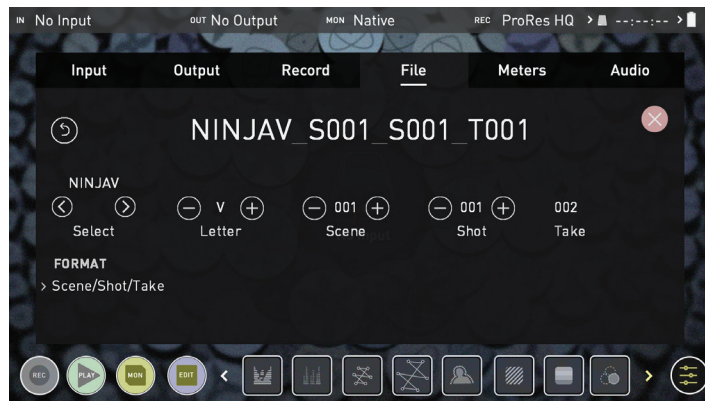 IN No Input OUT No Output MON Native REC ProRes HQ > --:--:-- >
Input Output Record File Meters Audio
NINJAV_S001_S001_T001
NINJAV
V 001 001 002
Select Letter Scene Shot Take
FORMAT
> Scene/Shot/Take
REC PLAY MON EDIT